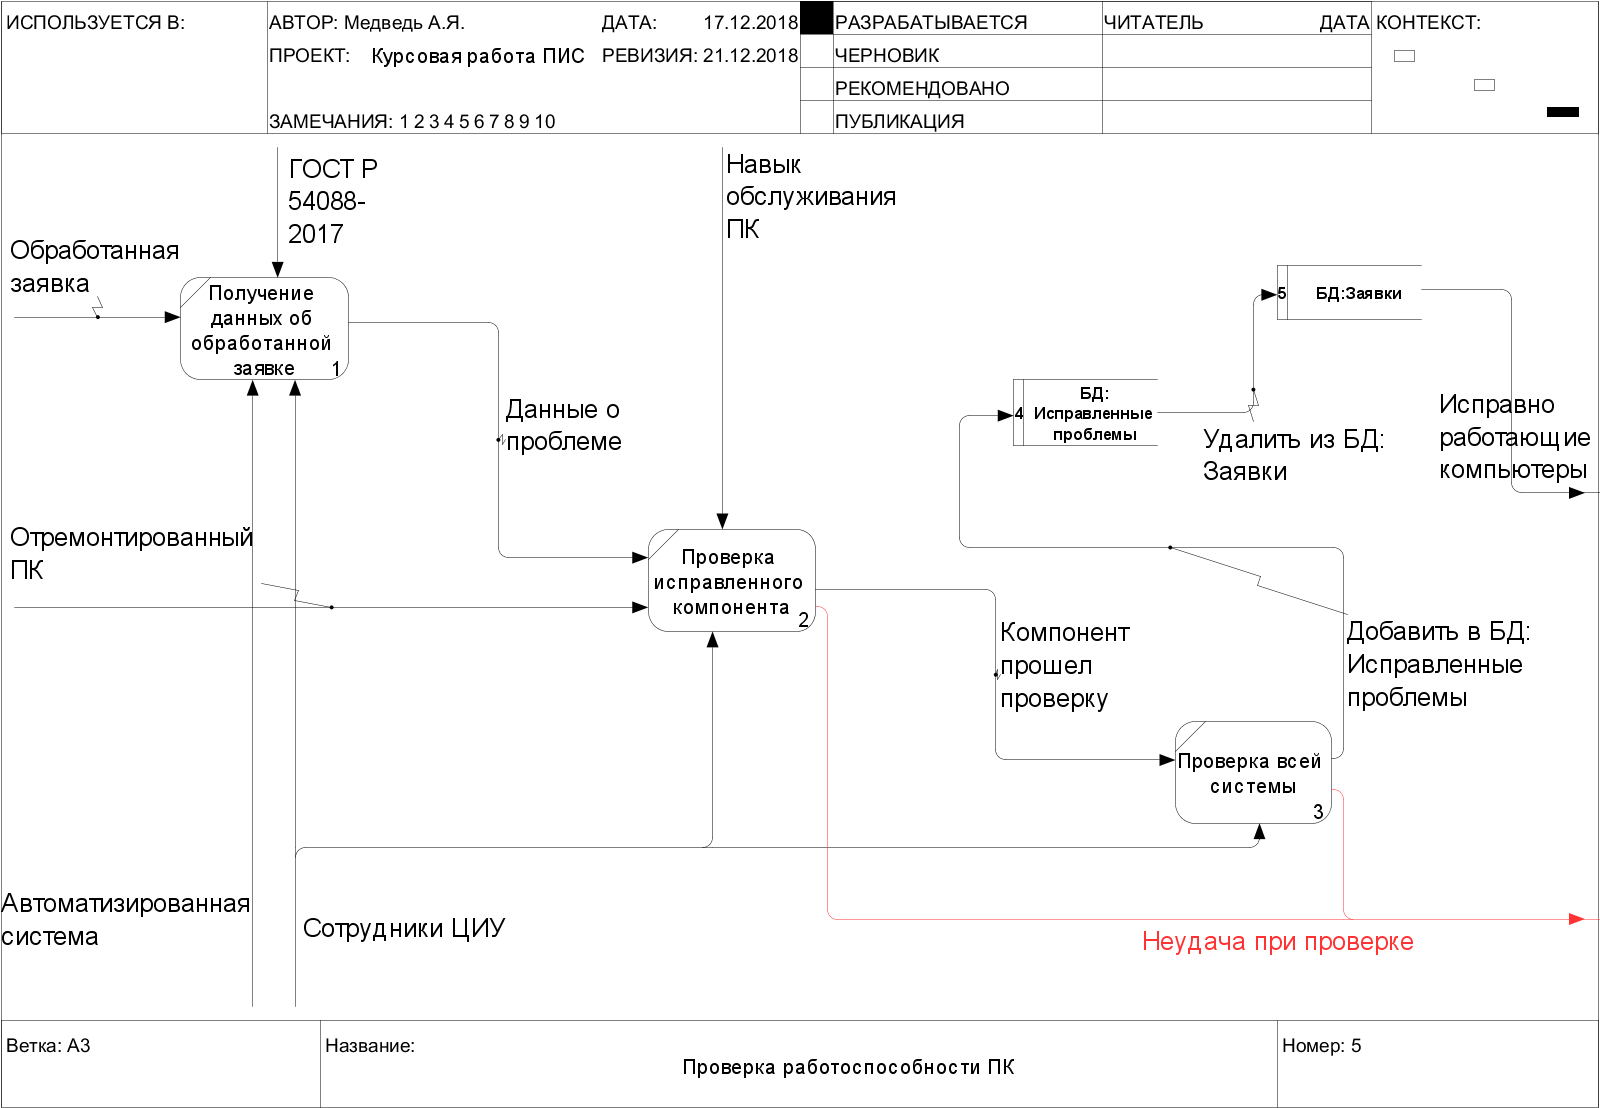 ИСПОЛЬЗУЕТСЯ В:
АВТОР: Медведь А.Я.
ДАТА: 17.12.2018
ПРОЕКТ: Курсовая работа ПИС
РЕВИЗИЯ: 21.12.2018
ЗАМЕЧАНИЯ: 1 2 3 4 5 6 7 8 9 10
РАЗРАБАТЫВАЕТСЯ
ЧЕРНОВИК
РЕКОМЕНДОВАНО
ПУБЛИКАЦИЯ
ЧИТАТЕЛЬ
ДАТА
КОНТЕКСТ:
ГОСТ Р
54088-
2017
Навык
обслуживания
ПК
Обработанная
заявка
Получение
данных об
обработанной
заявке
1
Данные о
проблеме
5
БД:Заявки
4
БД:
Исправленные
проблемы
Удалить из БД:
Заявки
Исправно
работающие
компьютеры
Отремонтированный
ПК
Проверка
исправленного
компонента
2
Компонент
прошел
проверку
Добавить в БД:
Исправленные
проблемы
Проверка всей
системы
3
Автоматизированная
система
Сотрудники ЦИУ
Неудача при проверке
Ветка: А3
Название:
Проверка работоспособности ПК
Номер: 5